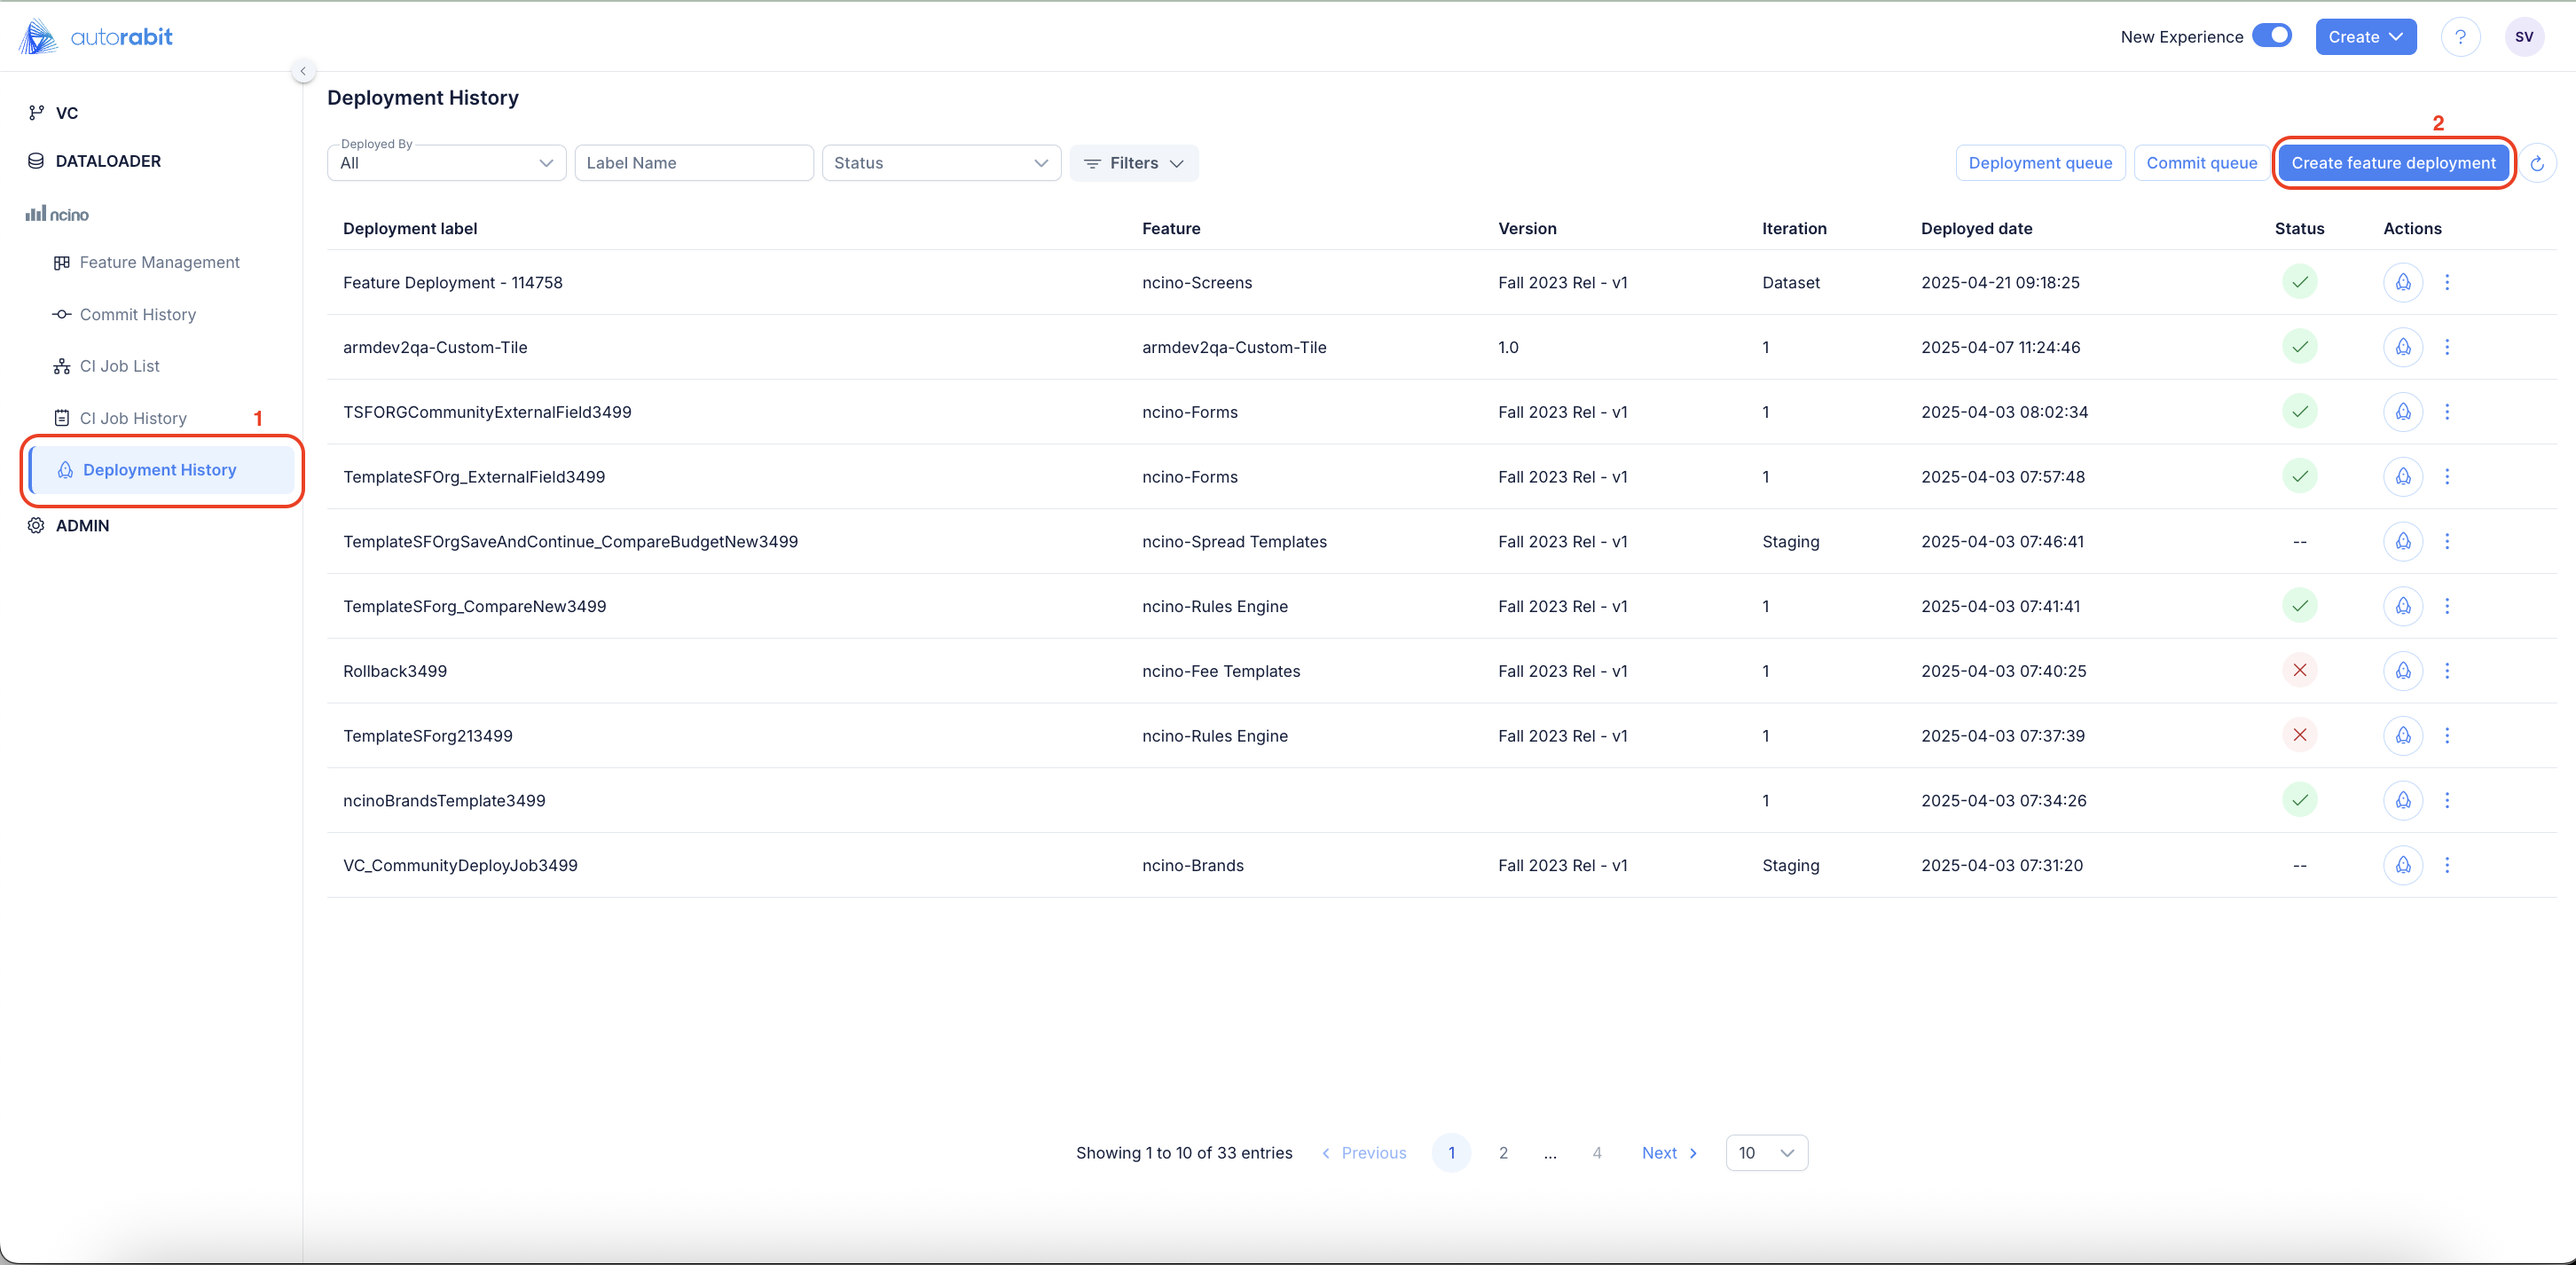 autorabit
New Experience
Create
?
SV
VC
DATALOADER
ncino
Feature Management
Commit History
CI Job List
CI Job History
1
Deployment History
ADMIN
Deployment History
2
Deployed By
All
Label Name
Status
Filters
Deployment queue
Commit queue
Create feature deployment
Deployment label Feature Version Iteration Deployed date Status Actions
Feature Deployment - 114758 ncino-Screens Fall 2023 Rel - v1 Dataset 2025-04-21 09:18:25
armdev2qa-Custom-Tile armdev2qa-Custom-Tile 1.0 1 2025-04-07 11:24:46
TSFORGCommunityExternalField3499 ncino-Forms Fall 2023 Rel - v1 1 2025-04-03 08:02:34
TemplateSFOrg_ExternalField3499 ncino-Forms Fall 2023 Rel - v1 1 2025-04-03 07:57:48
TemplateSFOrgSaveAndContinue_CompareBudgetNew3499 ncino-Spread Templates Fall 2023 Rel - v1 Staging 2025-04-03 07:46:41 --
TemplateSForg_CompareNew3499 ncino-Rules Engine Fall 2023 Rel - v1 1 2025-04-03 07:41:41
Rollback3499 ncino-Fee Templates Fall 2023 Rel - v1 1 2025-04-03 07:40:25
TemplateSForg213499 ncino-Rules Engine Fall 2023 Rel - v1 1 2025-04-03 07:37:39
ncinoBrandsTemplate3499 1 2025-04-03 07:34:26
VC_CommunityDeployJob3499 ncino-Brands Fall 2023 Rel - v1 Staging 2025-04-03 07:31:20 --
Showing 1 to 10 of 33 entries Previous 1 2 ... 4 Next 10